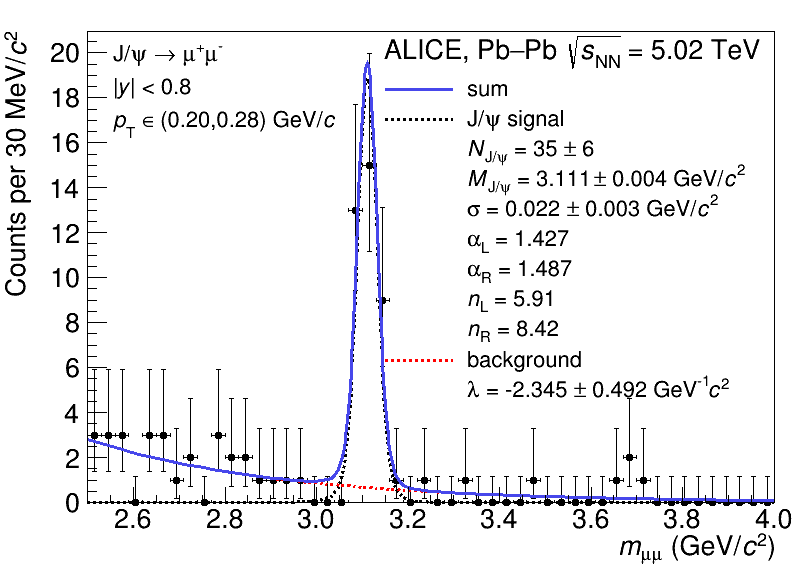 Counts per 30 MeV/c²
20
18
16
14
12
10
8
6
4
2
0
J/ψ → μ⁺μ⁻
|y| < 0.8
p_T ∈ (0.20,0.28) GeV/c
ALICE, Pb–Pb √s_NN = 5.02 TeV
sum
J/ψ signal
N_J/ψ = 35 ± 6
M_J/ψ = 3.111 ± 0.004 GeV/c²
σ = 0.022 ± 0.003 GeV/c²
α_L = 1.427
α_R = 1.487
n_L = 5.91
n_R = 8.42
background
λ = -2.345 ± 0.492 GeV⁻¹c²
2.6 2.8 3.0 3.2 3.4 3.6 3.8 4.0
m_μμ (GeV/c²)